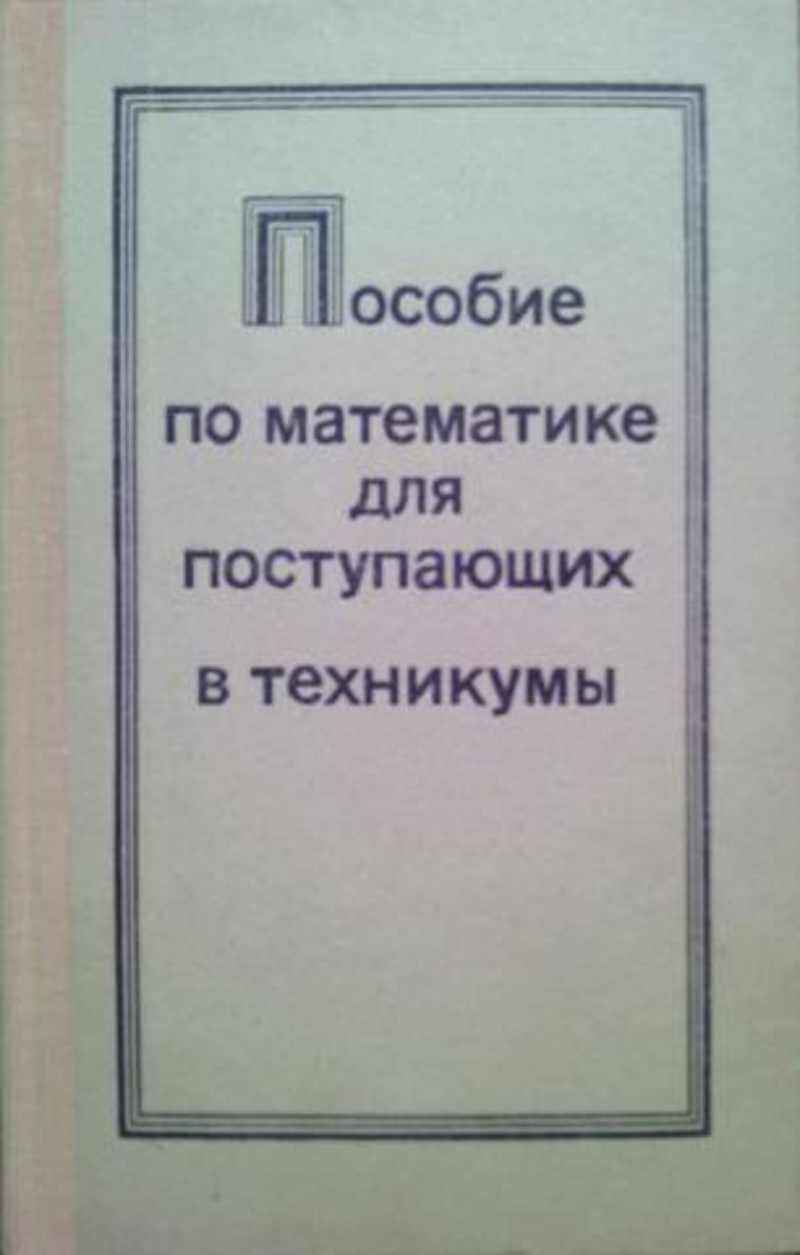 Пособие
по математике
для
поступающих
в техникумы